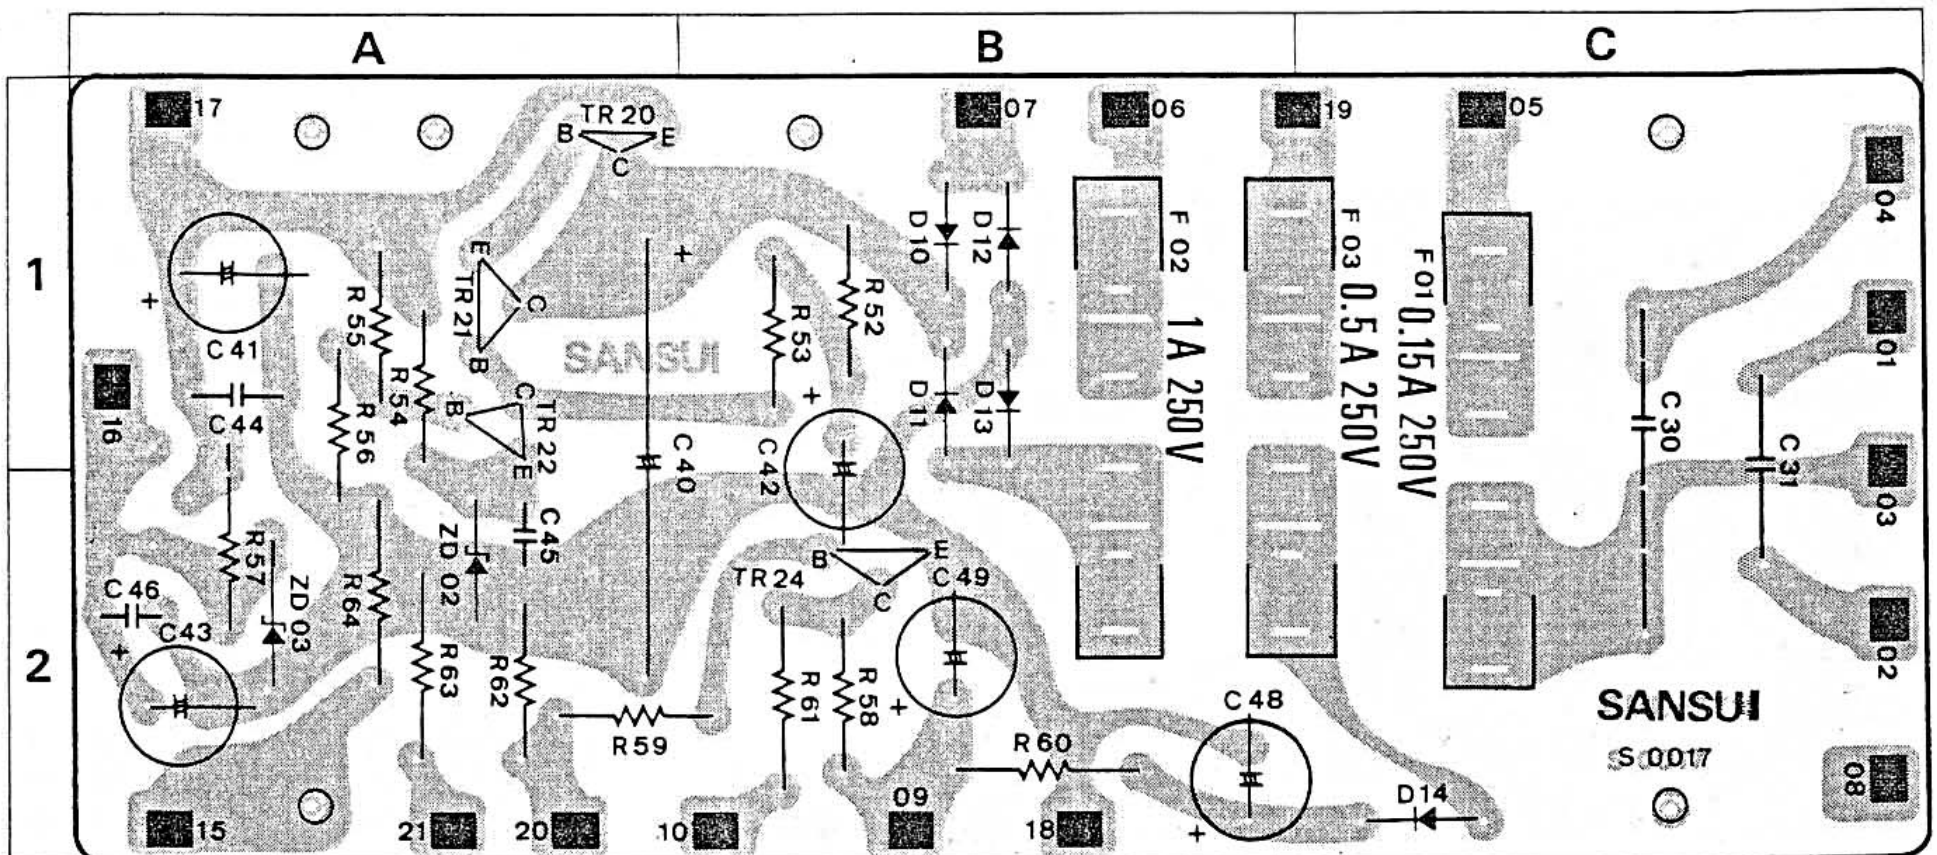 A B C
1
2
17
TR 20
B E
C
07
06
19
05
04
01
03
02
08
+
C 41
C 44
16
R 55
R 54
R 56
E
TR 21
C
B
SANSUI
+
C 40
C
B
TR 22
E
R 53
R 52
+
C 42
D 10
D 12
D 11
D 13
F 02 1A 250V
F 03 0.5A 250V
F 01 0.15A 250V
C 30
C 31
R 57
ZD 03
C 46
C 43
+
R 64
ZD 02
C 45
R 63
R 62
R 59
TR 24
B E
C
C 49
+
R 61
R 58
R 60
C 48
+
D 14
SANSUI
S 0017
15
21
20
10
09
18